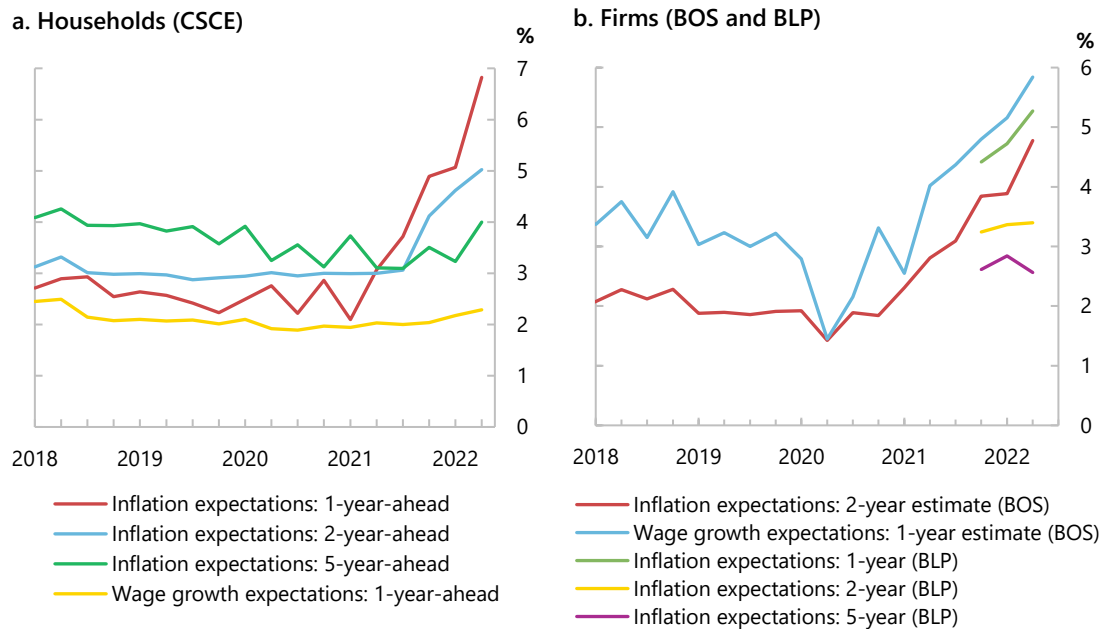 a. Households (CSCE)
%
7
6
5
4
3
2
1
0
2018 2019 2020 2021 2022
Inflation expectations: 1-year-ahead
Inflation expectations: 2-year-ahead
Inflation expectations: 5-year-ahead
Wage growth expectations: 1-year-ahead
b. Firms (BOS and BLP)
%
6
5
4
3
2
1
0
2018 2019 2020 2021 2022
Inflation expectations: 2-year estimate (BOS)
Wage growth expectations: 1-year estimate (BOS)
Inflation expectations: 1-year (BLP)
Inflation expectations: 2-year (BLP)
Inflation expectations: 5-year (BLP)